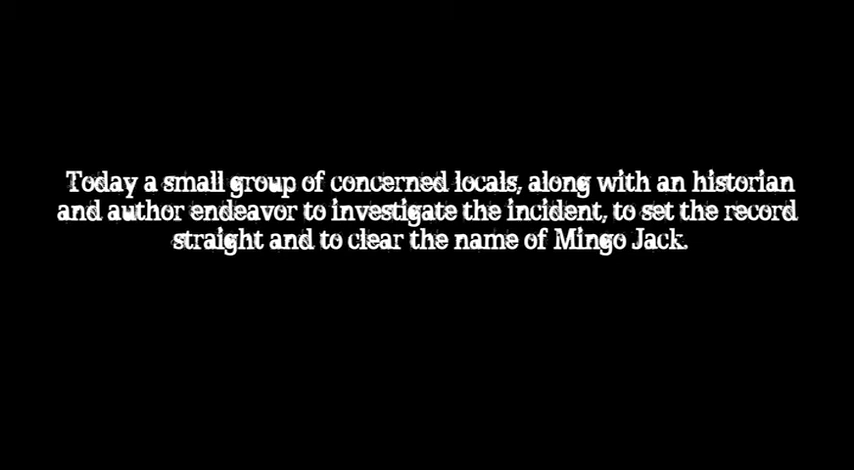 Today a small group of concerned locals, along with an historian
and author endeavor to investigate the incident, to set the record
straight and to clear the name of Mingo Jack.